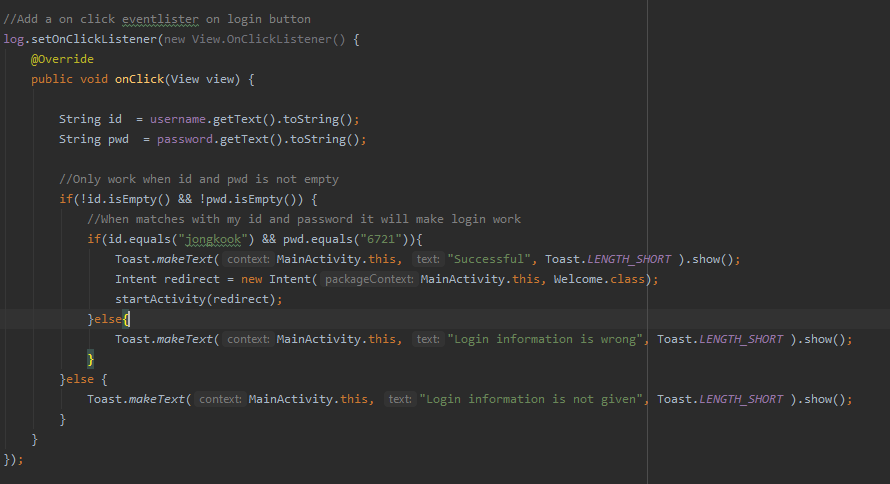 //Add a on click eventlister on login button
log.setOnClickListener(new View.OnClickListener() {
    @Override
    public void onClick(View view) {

        String id  = username.getText().toString();
        String pwd  = password.getText().toString();

        //Only work when id and pwd is not empty
        if(!id.isEmpty() && !pwd.isEmpty()) {
            //When matches with my id and password it will make login work
            if(id.equals("jongkook") && pwd.equals("6721")){
                Toast.makeText( context: MainActivity.this, text: "Successful", Toast.LENGTH_SHORT ).show();
                Intent redirect = new Intent( packageContext: MainActivity.this, Welcome.class);
                startActivity(redirect);
            }else{
                Toast.makeText( context: MainActivity.this, text: "Login information is wrong", Toast.LENGTH_SHORT ).show();
            }
        }else {
            Toast.makeText( context: MainActivity.this, text: "Login information is not given", Toast.LENGTH_SHORT ).show();
        }
    }
});